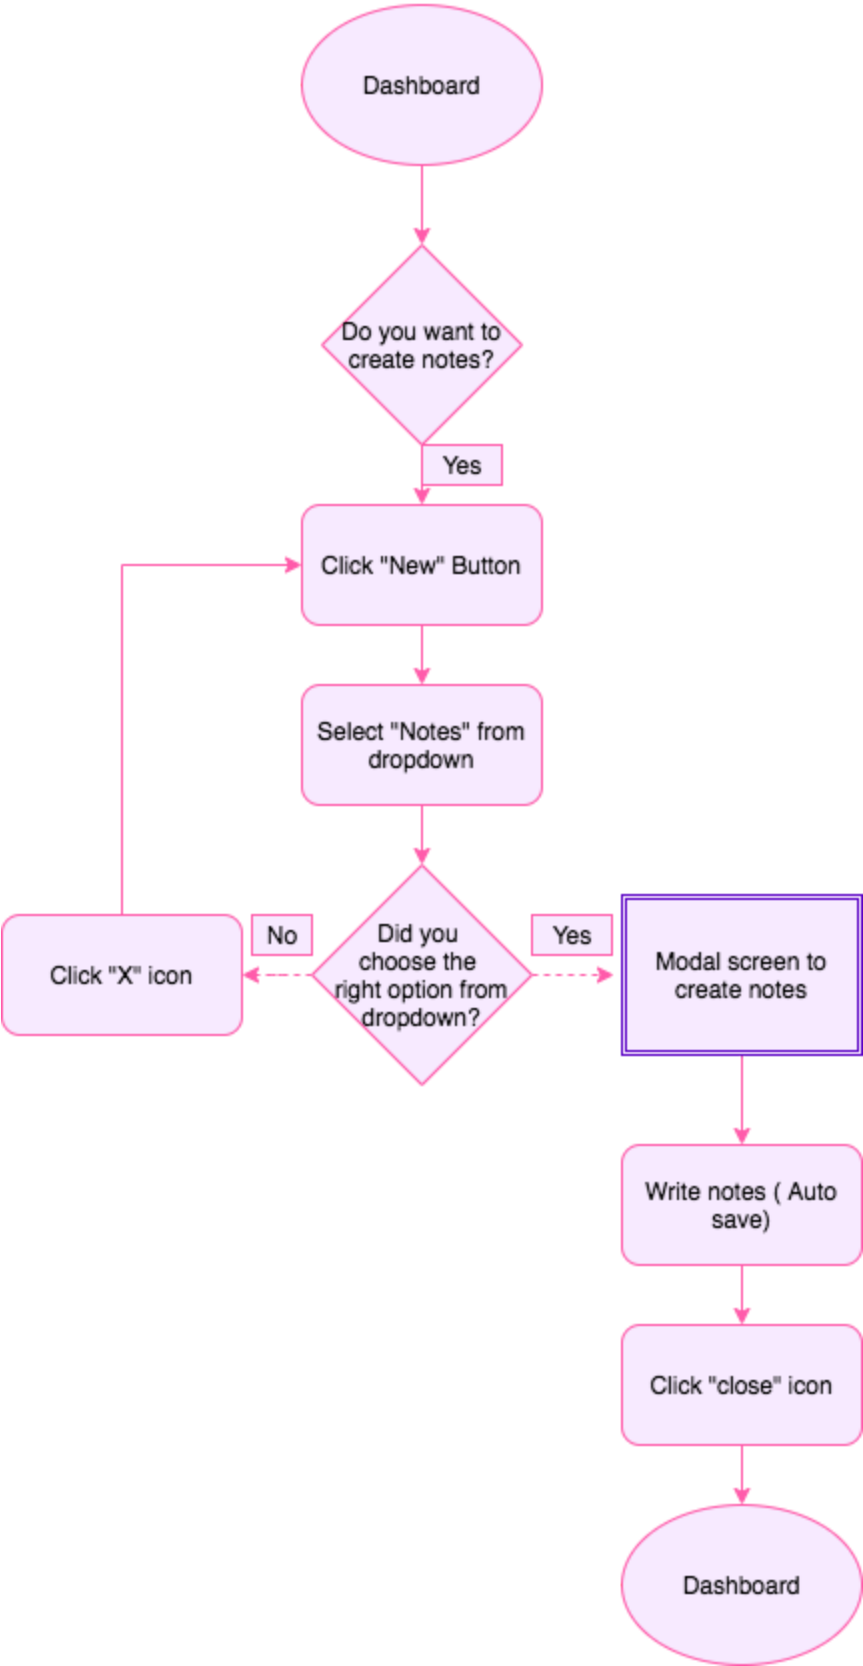 Dashboard
Do you want to
create notes?
Yes
Click "New" Button
Select "Notes" from
dropdown
Did you
choose the
right option from
dropdown?
No
Click "X" icon
Yes
Modal screen to
create notes
Write notes ( Auto
save)
Click "close" icon
Dashboard